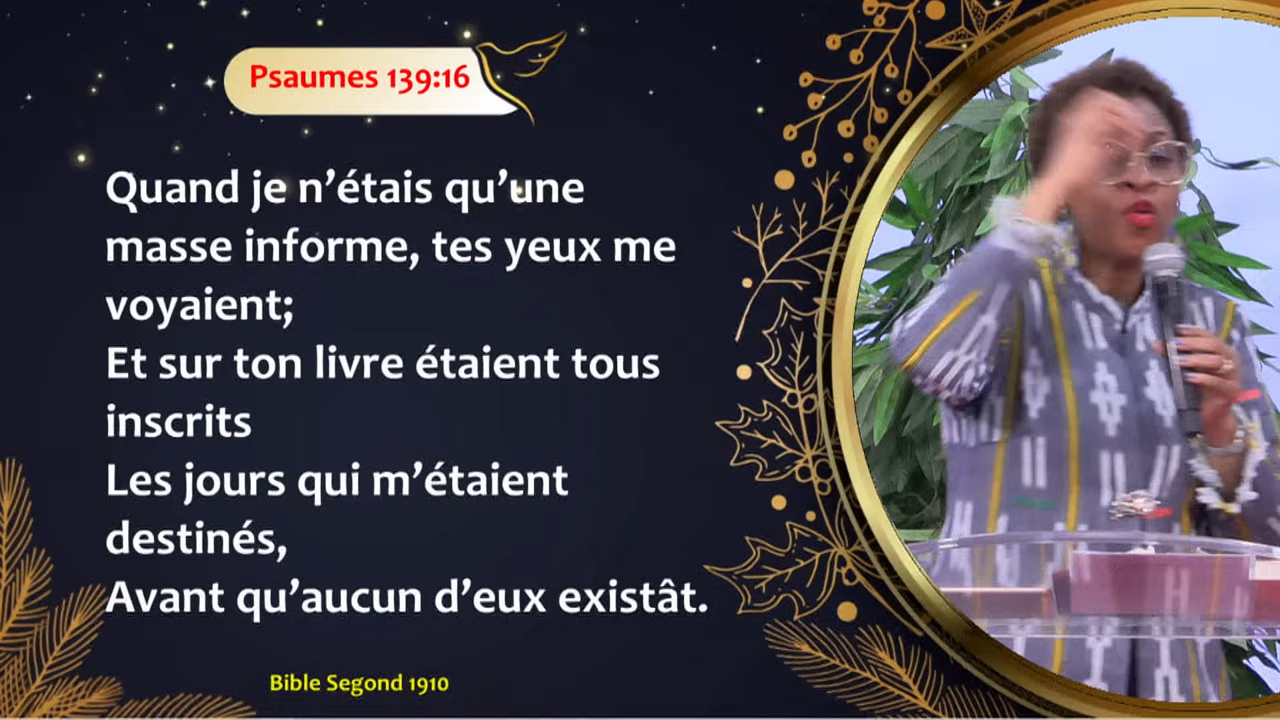 Psaumes 139:16
Quand je n’étais qu’une
masse informe, tes yeux me
voyaient;
Et sur ton livre étaient tous
inscrits
Les jours qui m’étaient
destinés,
Avant qu’aucun d’eux existât.
Bible Segond 1910